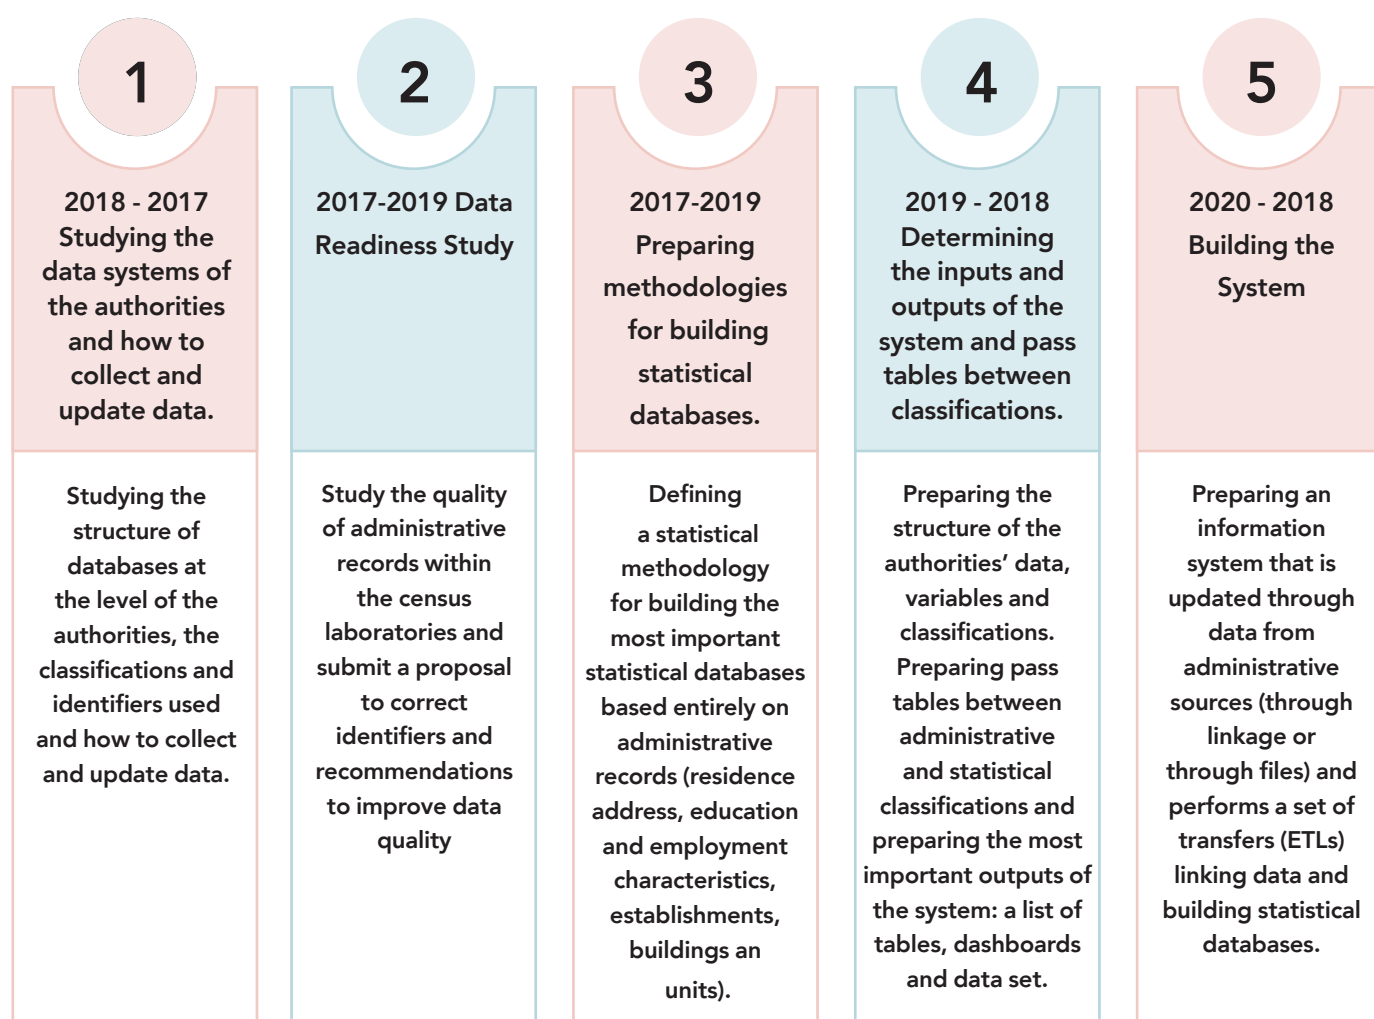 1
2018 - 2017
Studying the
data systems of
the authorities
and how to
collect and
update data.
Studying the
structure of
databases at
the level of the
authorities, the
classifications and
identifiers used
and how to collect
and update data.
2
2017-2019 Data
Readiness Study
Study the quality
of administrative
records within
the census
laboratories and
submit a proposal
to correct
identifiers and
recommendations
to improve data
quality
3
2017-2019
Preparing
methodologies
for building
statistical
databases.
Defining
a statistical
methodology
for building the
most important
statistical databases
based entirely on
administrative
records (residence
address, education
and employment
characteristics,
establishments,
buildings an
units).
4
2019 - 2018
Determining
the inputs and
outputs of the
system and pass
tables between
classifications.
Preparing the
structure of the
authorities’ data,
variables and
classifications.
Preparing pass
tables between
administrative
and statistical
classifications and
preparing the most
important outputs of
the system: a list of
tables, dashboards
and data set.
5
2020 - 2018
Building the
System
Preparing an
information
system that is
updated through
data from
administrative
sources (through
linkage or
through files) and
performs a set of
transfers (ETLs)
linking data and
building statistical
databases.